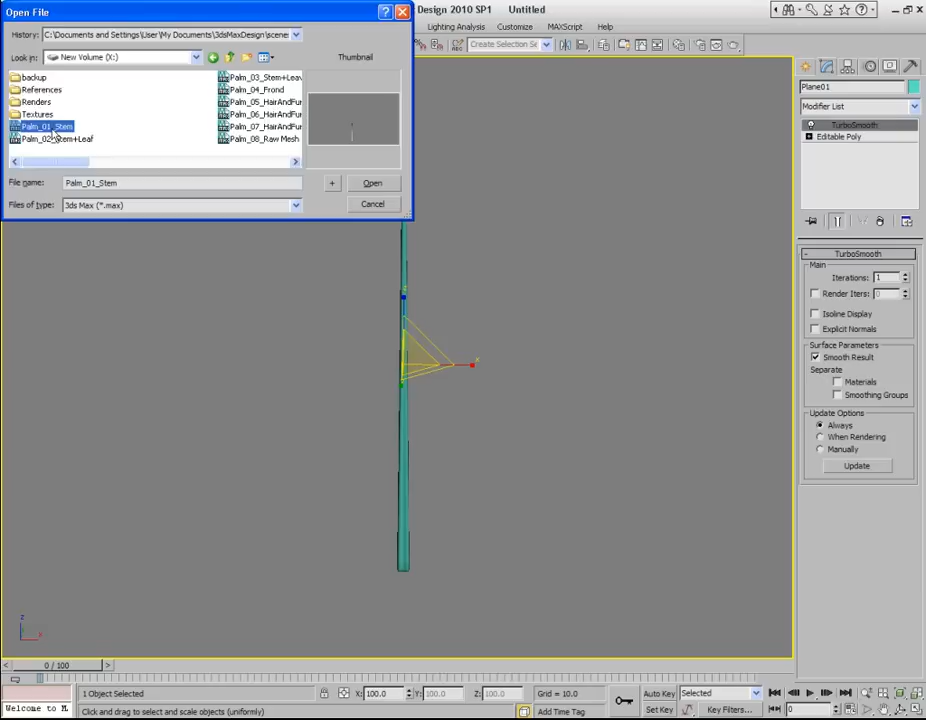 Open File
Design 2010 SP1 Untitled
Lighting Analysis Customize MAXScript Help
Create Selection Se
History: C:\Documents and Settings\User\My Documents\3dsMaxDesign\scene
Look in: New Volume (X:) Thumbnail
backup
References
Renders
Textures
Palm_01_Stem
Palm_02_Stem+Leaf
Palm_03_Stem+Leav
Palm_04_Frond
Palm_05_HairAndFur
Palm_06_HairAndFur
Palm_07_HairAndFur
Palm_08_Raw Mesh
File name: Palm_01_Stem + Open
Files of type: 3ds Max (*.max) Cancel
Plane01
Modifier List
TurboSmooth
Editable Poly
- TurboSmooth
Main
Iterations: 1
Render Iters: 0
Isoline Display
Explicit Normals
Surface Parameters
Smooth Result
Separate
Materials
Smoothing Groups
Update Options
Always
When Rendering
Manually
Update
z
x
z
x
< 0 / 100 >
1 Object Selected X: 100.0 Y: 100.0 Z: 100.0 Grid = 10.0 Auto Key Selected
Welcome to M Click and drag to select and scale objects (uniformly) Add Time Tag Set Key Key Filters... 0